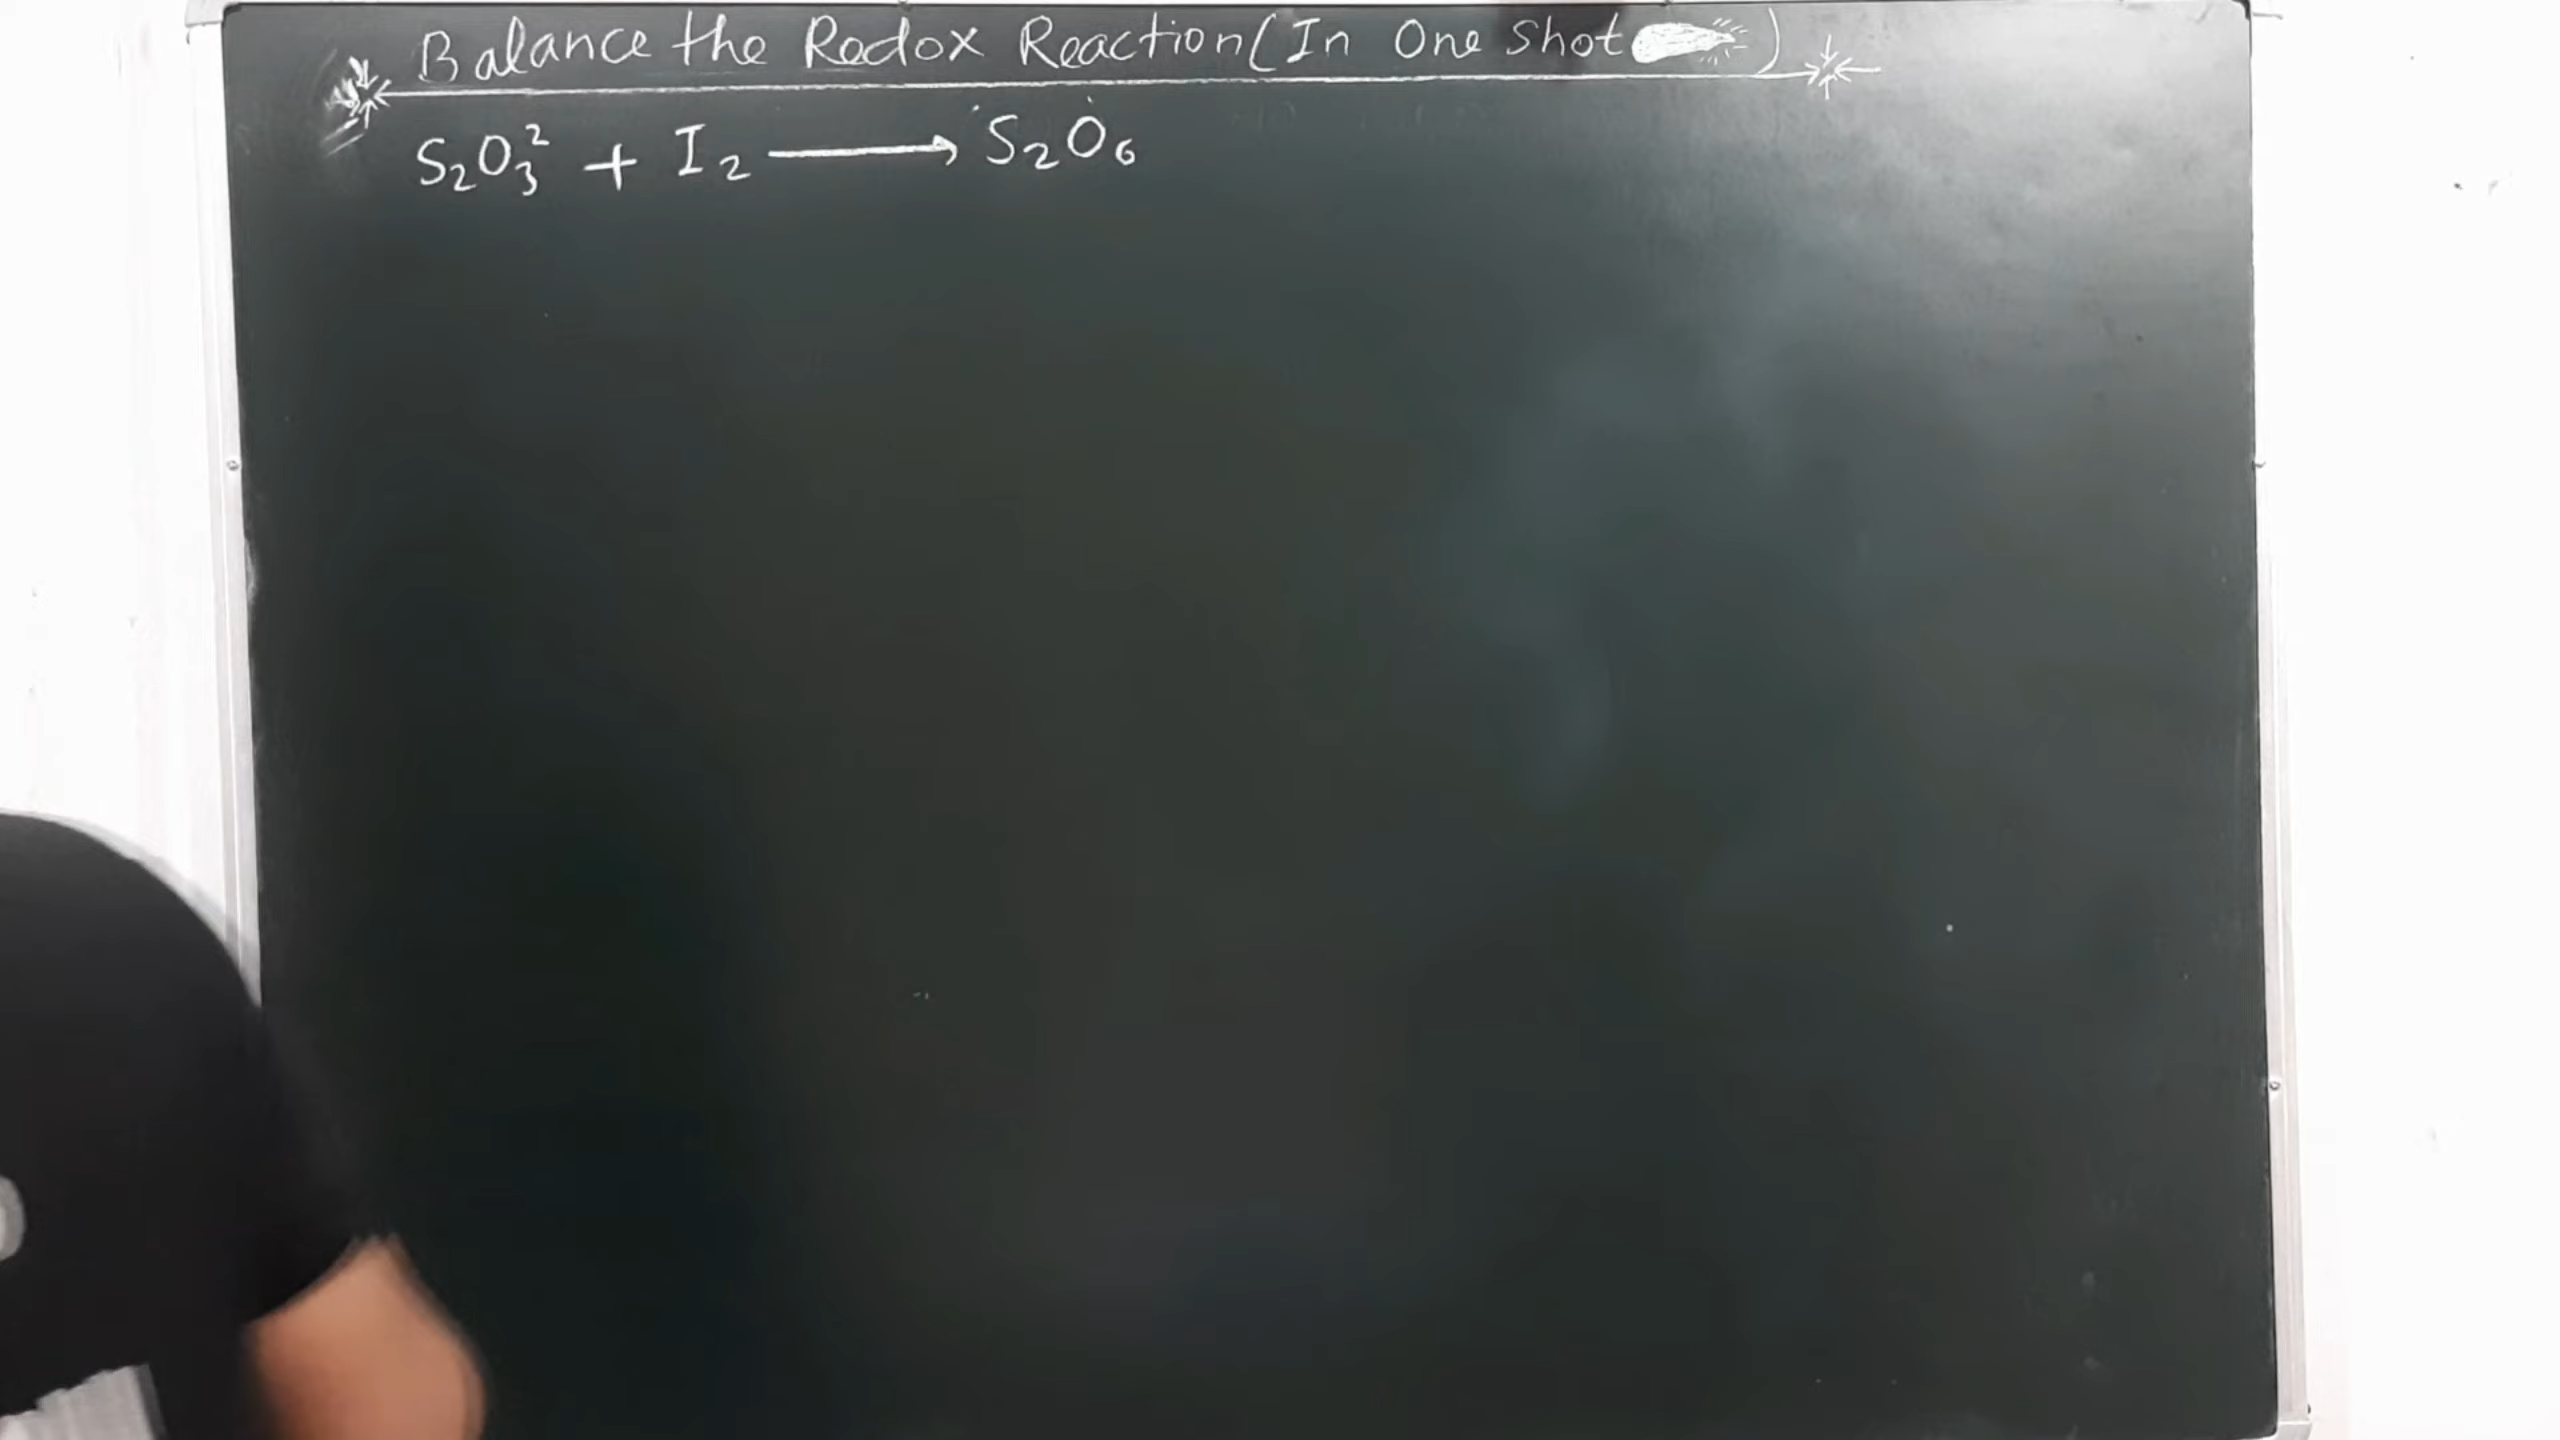 Balance the Redox Reaction (In One Shot)
S₂O₃² + I₂ ⟶ S₂O₆